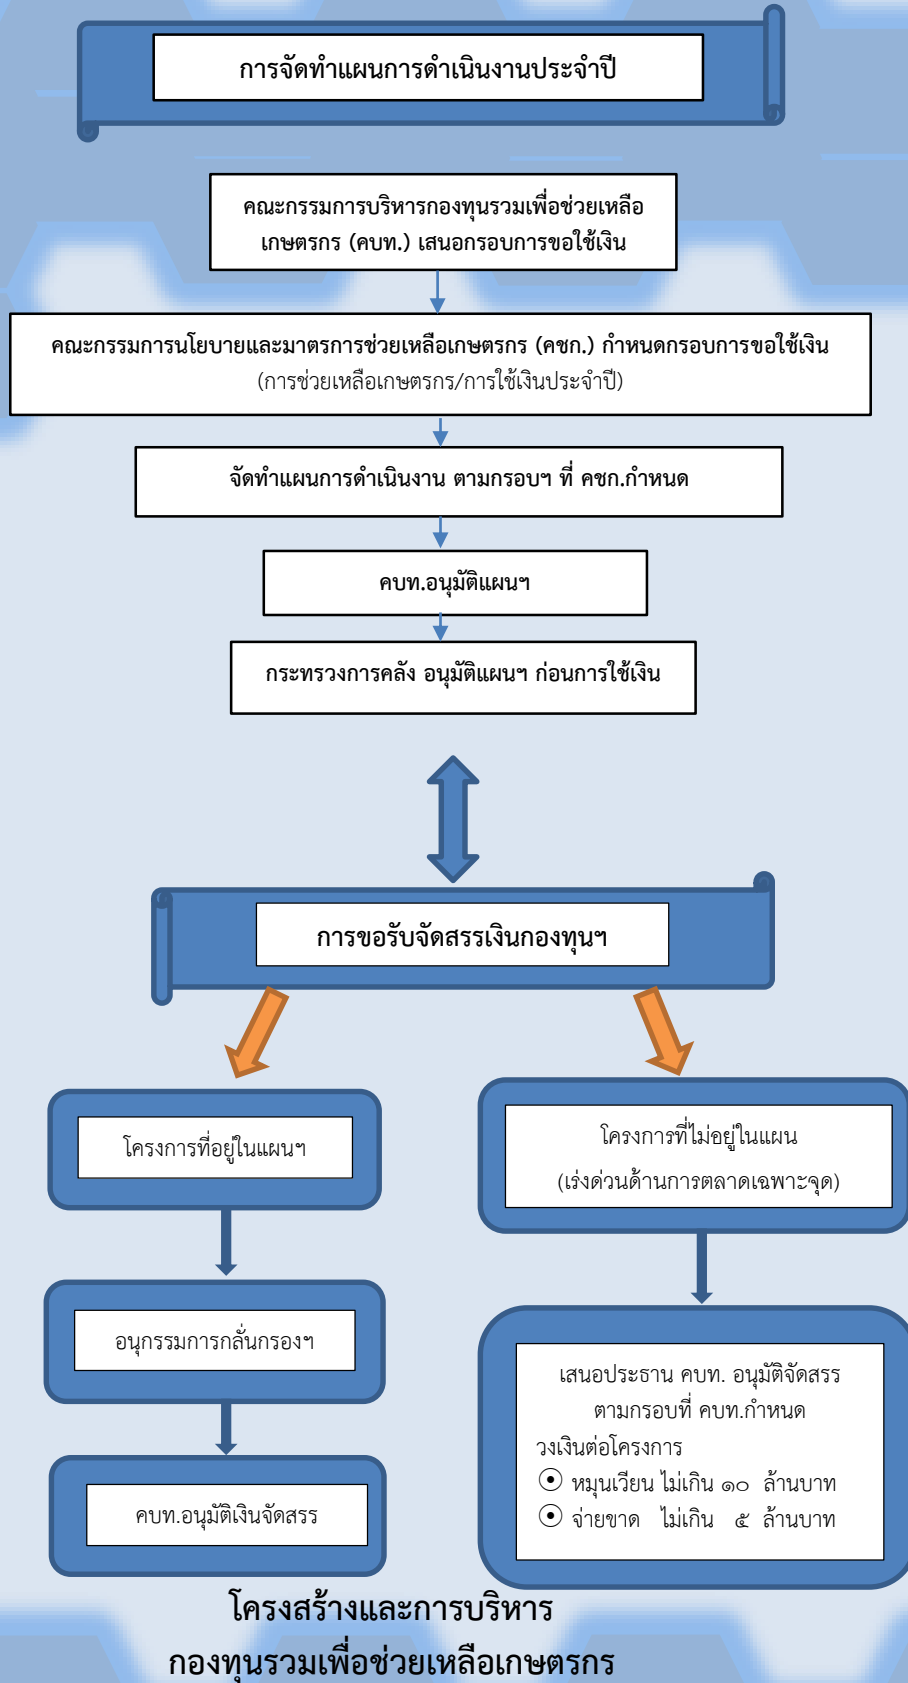 การจัดทำแผนการดำเนินงานประจำปี
คณะกรรมการบริหารกองทุนรวมเพื่อช่วยเหลือ
เกษตรกร (คบท.) เสนอกรอบการขอใช้เงิน
คณะกรรมการนโยบายและมาตรการช่วยเหลือเกษตรกร (คชก.) กำหนดกรอบการขอใช้เงิน
(การช่วยเหลือเกษตรกร/การใช้เงินประจำปี)
จัดทำแผนการดำเนินงาน ตามกรอบฯ ที่ คชก.กำหนด
คบท.อนุมัติแผนฯ
กระทรวงการคลัง อนุมัติแผนฯ ก่อนการใช้เงิน
การขอรับจัดสรรเงินกองทุนฯ
โครงการที่อยู่ในแผนฯ
อนุกรรมการกลั่นกรองฯ
คบท.อนุมัติเงินจัดสรร
โครงการที่ไม่อยู่ในแผน
(เร่งด่วนด้านการตลาดเฉพาะจุด)
เสนอประธาน คบท. อนุมัติจัดสรร
ตามกรอบที่ คบท.กำหนด
วงเงินต่อโครงการ
☉ หมุนเวียน ไม่เกิน ๑๐ ล้านบาท
☉ จ่ายขาด ไม่เกิน ๕ ล้านบาท
โครงสร้างและการบริหาร
กองทุนรวมเพื่อช่วยเหลือเกษตรกร